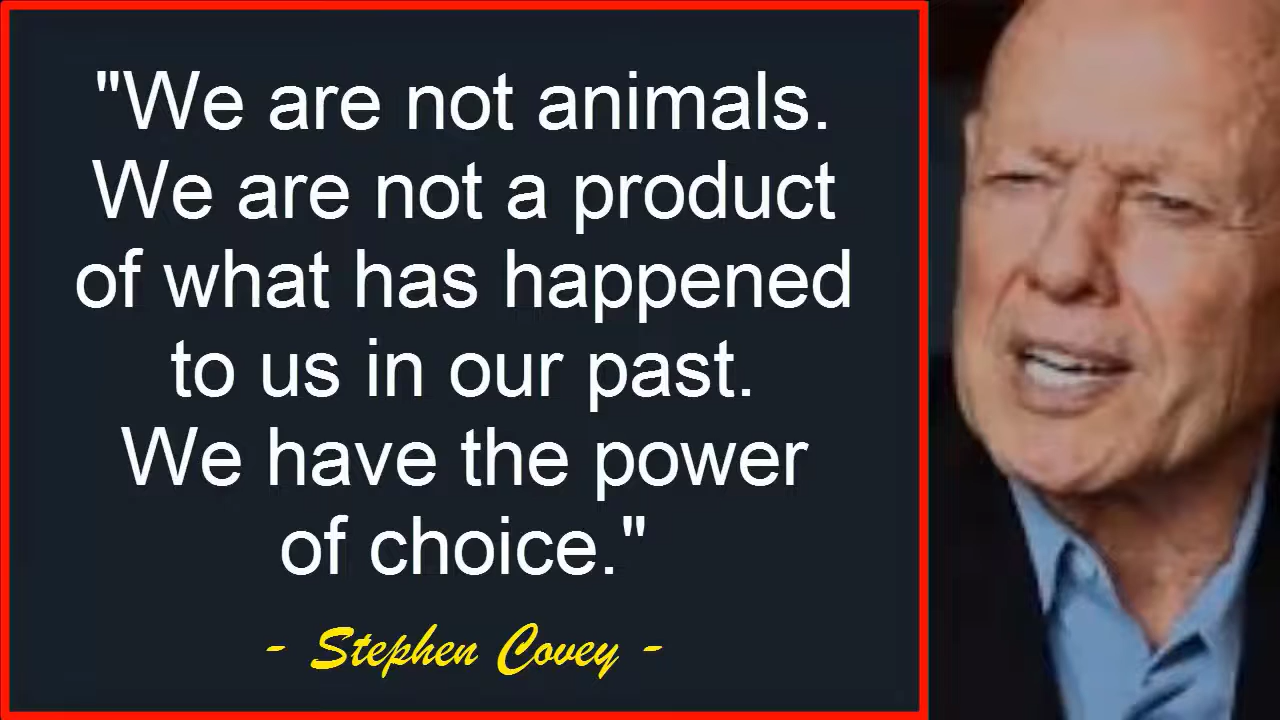 "We are not animals.
We are not a product
of what has happened
to us in our past.
We have the power
of choice."
- Stephen Covey -